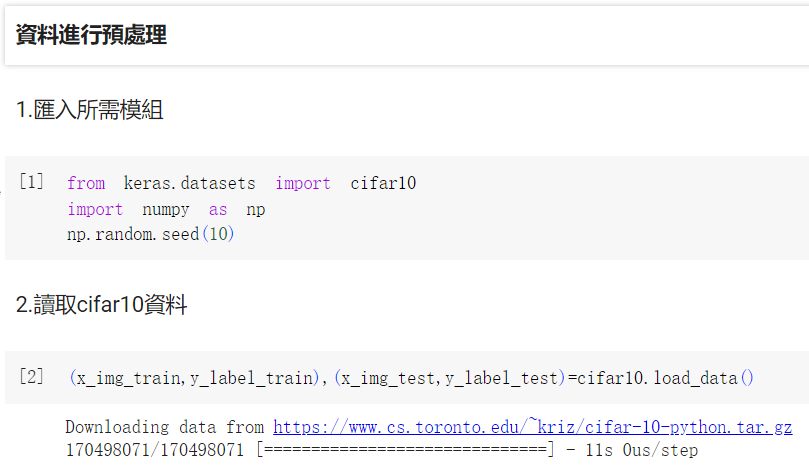 資料進行預處理
1.匯入所需模組
[1] from keras.datasets import cifar10
import numpy as np
np.random.seed(10)
2.讀取cifar10資料
[2] (x_img_train,y_label_train),(x_img_test,y_label_test)=cifar10.load_data()
Downloading data from https://www.cs.toronto.edu/~kriz/cifar-10-python.tar.gz
170498071/170498071 [==============================] - 11s 0us/step